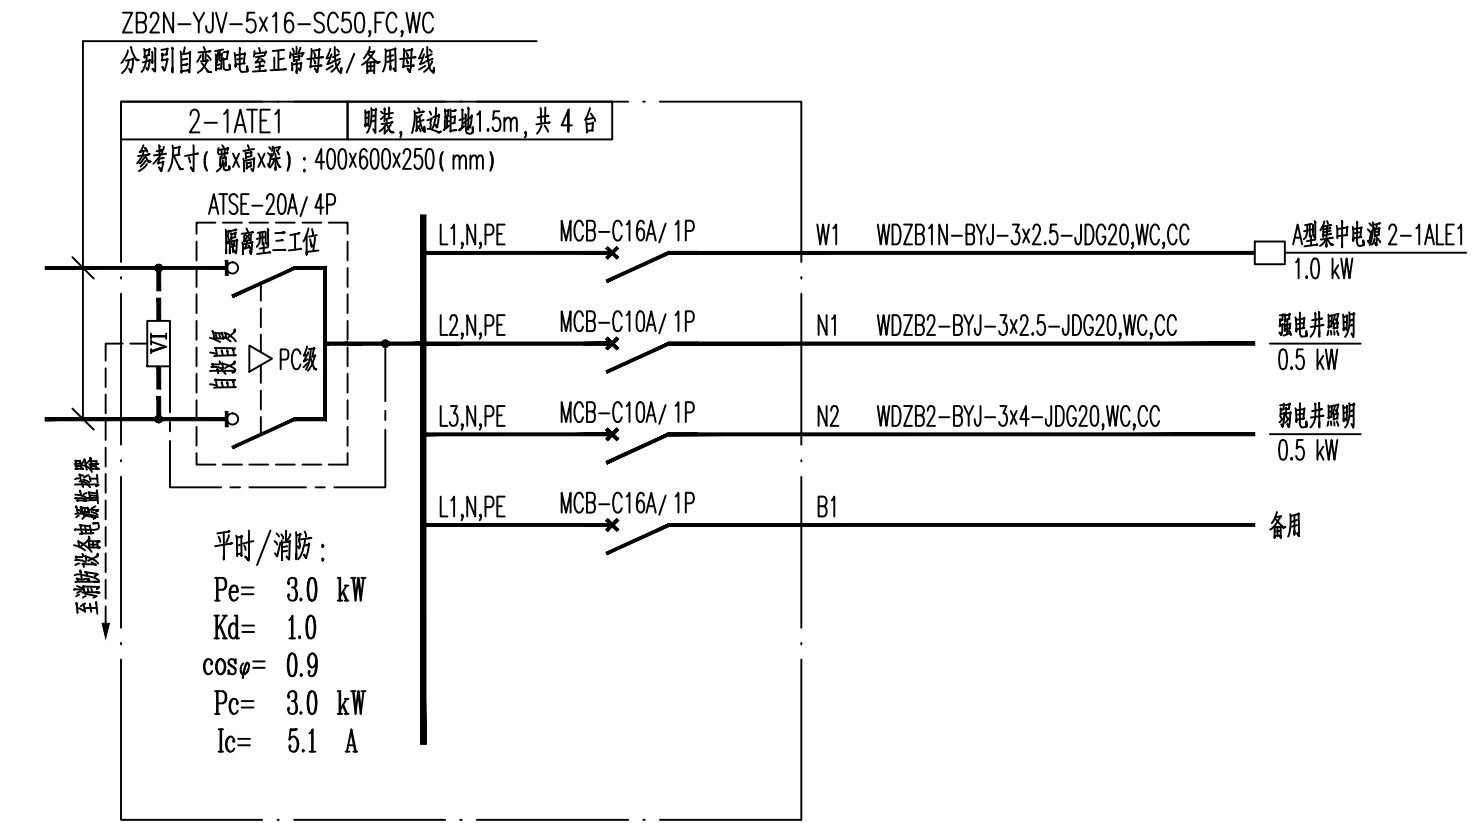 ZB2N-YJV-5x16-SC50,FC,WC
分别引自变配电室正常母线/备用母线
2-1ATE1
明装,底边距地1.5m,共 4 台
参考尺寸(宽x高x深):400x600x250(mm)
ATSE-20A/4P
隔离型三工位
自投自复
PC级
VI
至消防设备电源监控器
L1,N,PE MCB-C16A/1P W1 WDZB1N-BYJ-3x2.5-JDG20,WC,CC A型集中电源 2-1ALE1
1.0 kW
L2,N,PE MCB-C10A/1P N1 WDZB2-BYJ-3x2.5-JDG20,WC,CC 强电井照明
0.5 kW
L3,N,PE MCB-C10A/1P N2 WDZB2-BYJ-3x4-JDG20,WC,CC 弱电井照明
0.5 kW
L1,N,PE MCB-C16A/1P B1 备用
平时/消防:
Pe= 3.0 kW
Kd= 1.0
cosφ= 0.9
Pc= 3.0 kW
Ic= 5.1 A